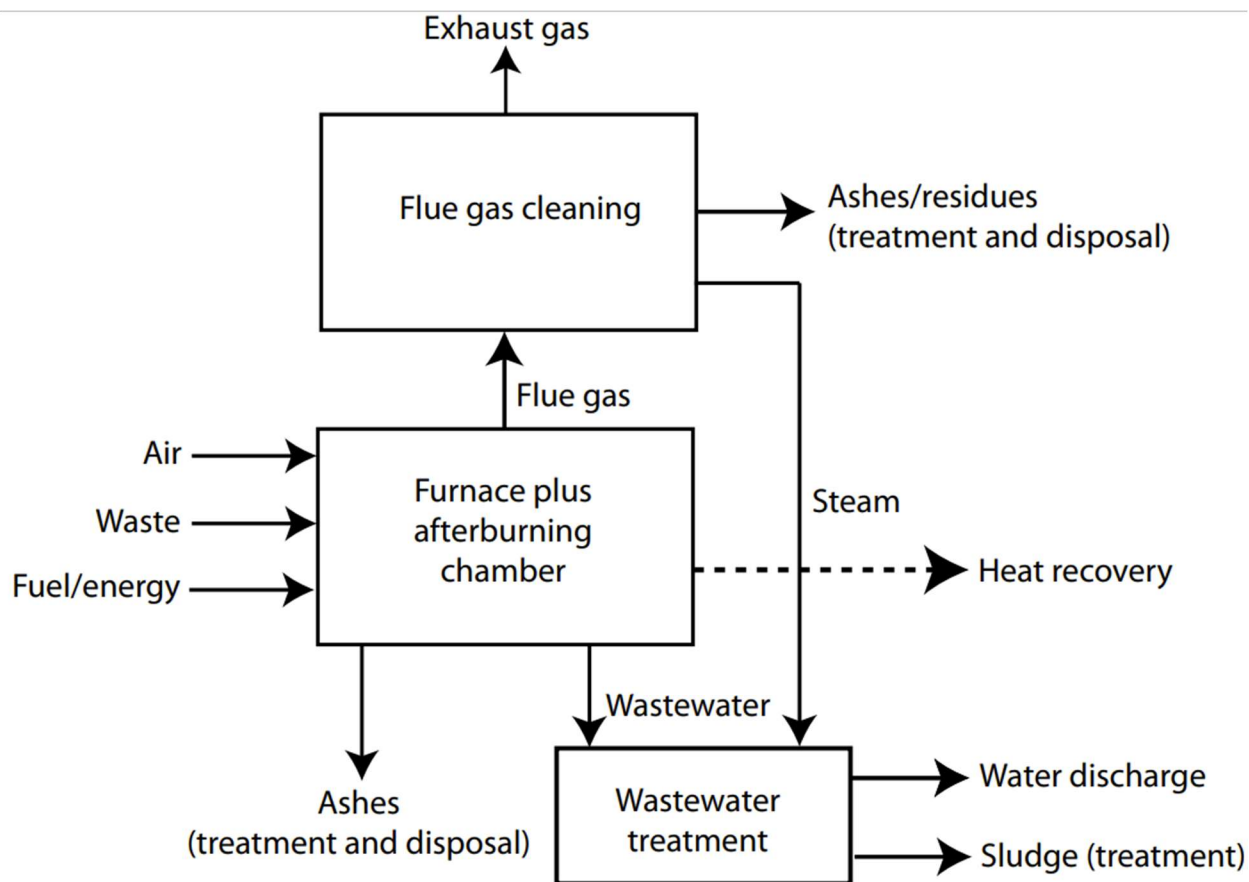 Exhaust gas
Flue gas cleaning
Ashes/residues
(treatment and disposal)
Flue gas
Air
Waste
Fuel/energy
Furnace plus
afterburning
chamber
Steam
Heat recovery
Wastewater
Ashes
(treatment and disposal)
Wastewater
treatment
Water discharge
Sludge (treatment)